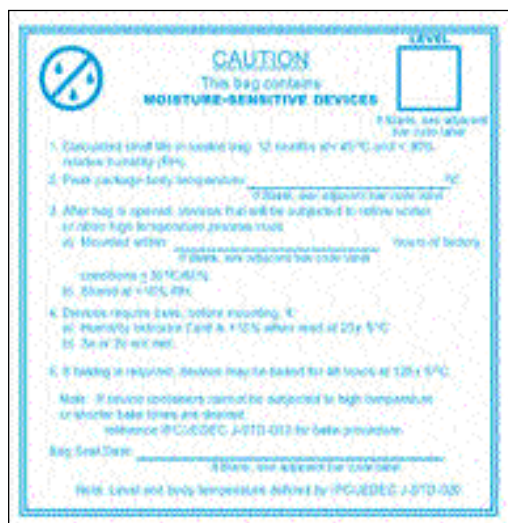 LEVEL
CAUTION
This bag contains
MOISTURE-SENSITIVE DEVICES
If Blank, see adjacent
bar code label
1. Calculated shelf life in sealed bag: 12 months at < 40°C and < 90%
relative humidity (RH).
2. Peak package body temperature: °C
If Blank, see adjacent bar code label
3. After bag is opened, devices that will be subjected to reflow solder
or other high temperature process must
a) Mounted within: hours of factory
If Blank, see adjacent bar code label
conditions
b) Stored at <10% RH
4. Devices require bake, before mounting, if:
a) Humidity Indicator Card is > 10% when read at 23± 5°C
b) 3a or 3b not met.
5. If baking is required, devices may be baked for 48 hours at 125± 5°C
Note: If device containers cannot be subjected to high temperature
or shorter bake times are desired,
reference IPC/JEDEC J-STD-033 for bake procedure
Bag Seal Date:
If Blank, see adjacent bar code label
Note: Level and body temperature defined by IPC/JEDEC J-STD-020